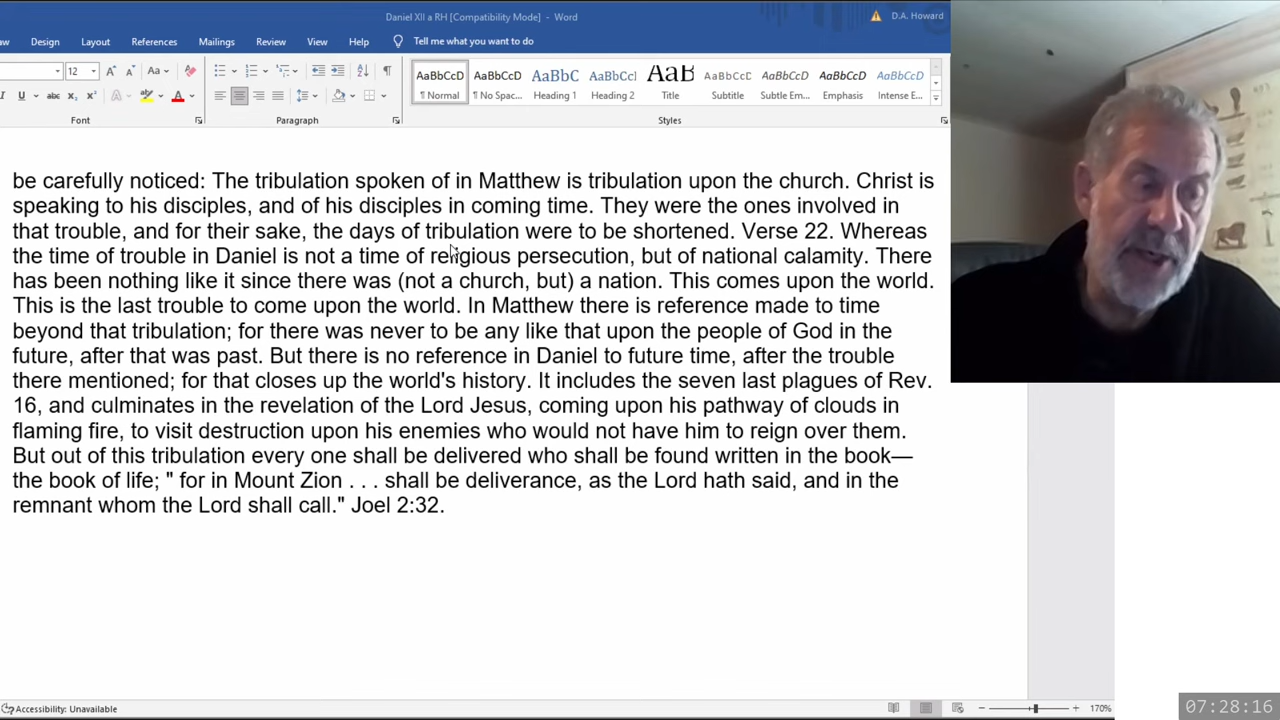 Daniel XII a RH [Compatibility Mode] - Word
D.A. Howard
aw Design Layout References Mailings Review View Help Tell me what you want to do
12 A A Aa A AaBbCcD AaBbCcD AaBbC AaBbCcl AaB AaBbCcD AaBbCcD AaBbCcD AaBbCcD
I U abc x₂ x² A A ¶ Normal ¶ No Spac... Heading 1 Heading 2 Title Subtitle Subtle Em... Emphasis Intense E...
Font Paragraph Styles
be carefully noticed: The tribulation spoken of in Matthew is tribulation upon the church. Christ is
speaking to his disciples, and of his disciples in coming time. They were the ones involved in
that trouble, and for their sake, the days of tribulation were to be shortened. Verse 22. Whereas
the time of trouble in Daniel is not a time of religious persecution, but of national calamity. There
has been nothing like it since there was (not a church, but) a nation. This comes upon the world.
This is the last trouble to come upon the world. In Matthew there is reference made to time
beyond that tribulation; for there was never to be any like that upon the people of God in the
future, after that was past. But there is no reference in Daniel to future time, after the trouble
there mentioned; for that closes up the world's history. It includes the seven last plagues of Rev.
16, and culminates in the revelation of the Lord Jesus, coming upon his pathway of clouds in
flaming fire, to visit destruction upon his enemies who would not have him to reign over them.
But out of this tribulation every one shall be delivered who shall be found written in the book—
the book of life; " for in Mount Zion . . . shall be deliverance, as the Lord hath said, and in the
remnant whom the Lord shall call." Joel 2:32.
Accessibility: Unavailable
170%
07:28:16